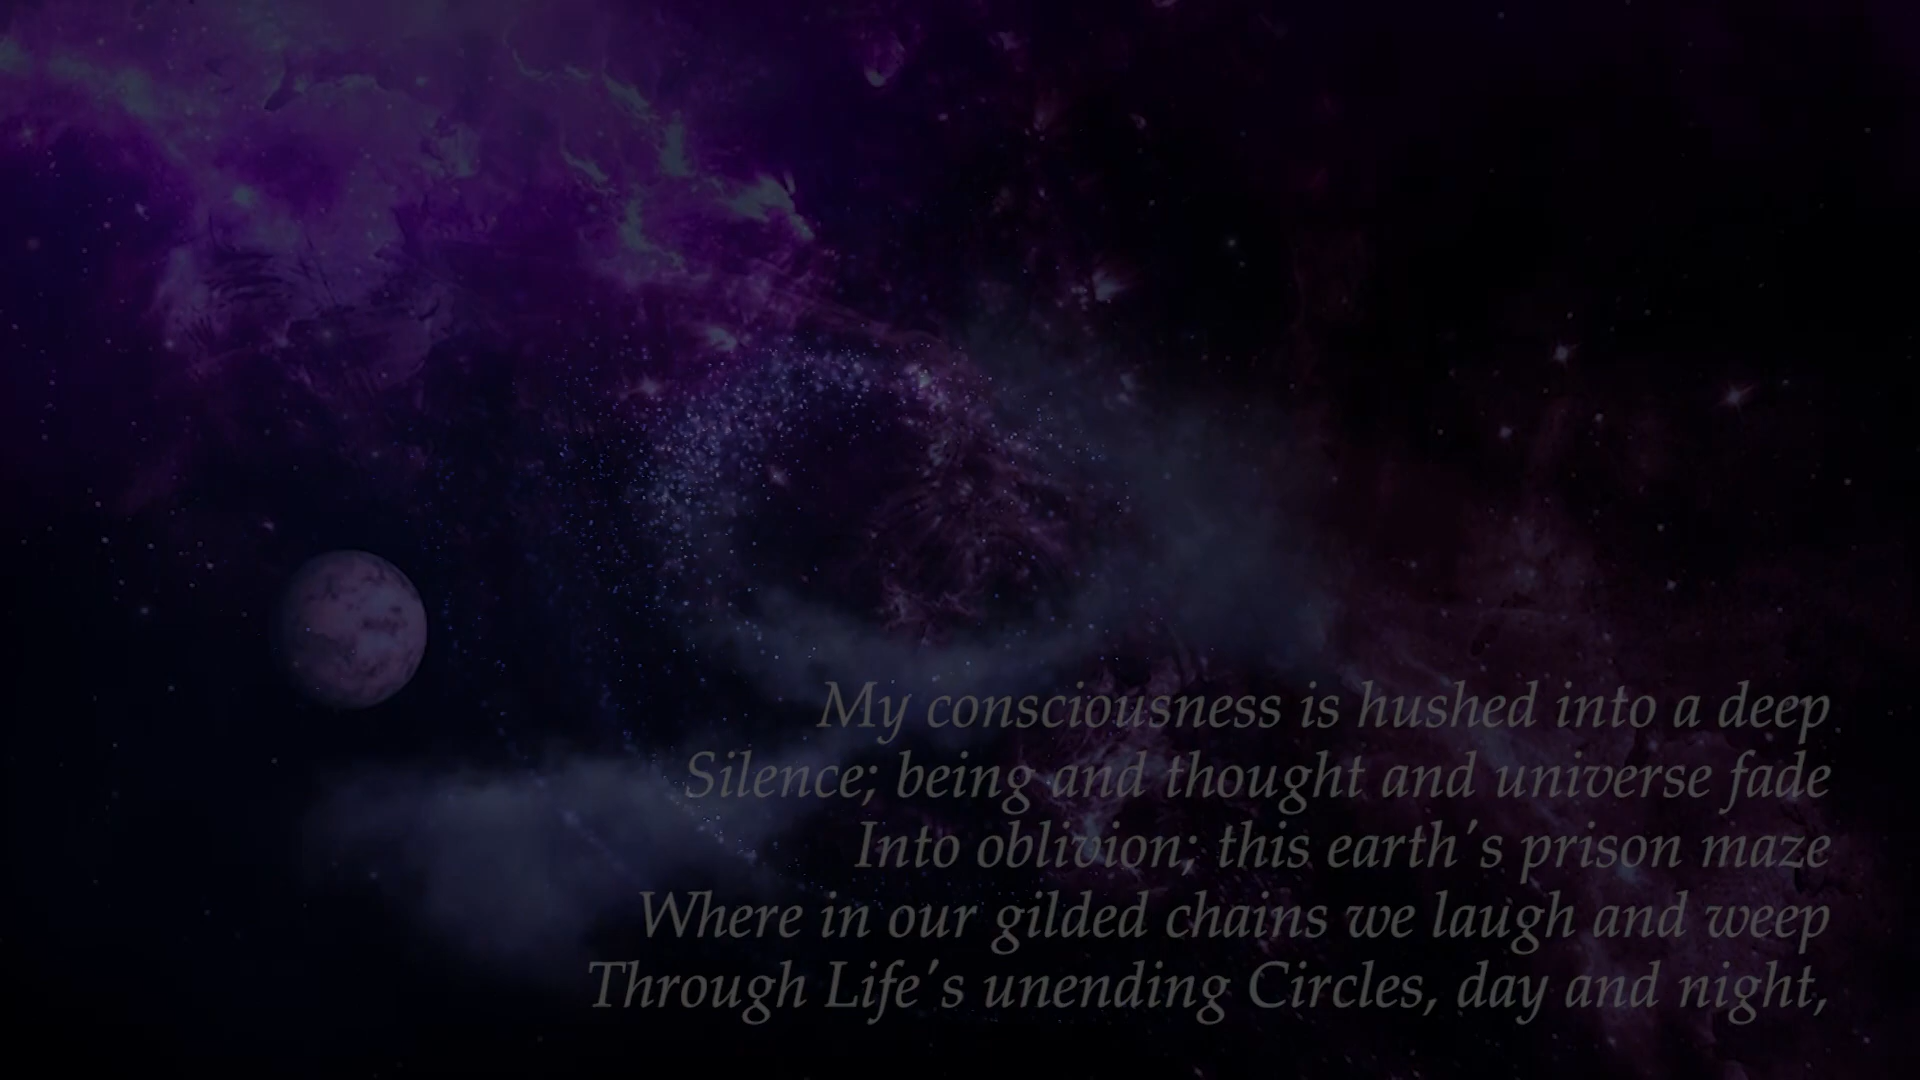 My consciousness is hushed into a deep
Silence; being and thought and universe fade
Into oblivion; this earth's prison maze
Where in our gilded chains we laugh and weep
Through Life's unending Circles, day and night,